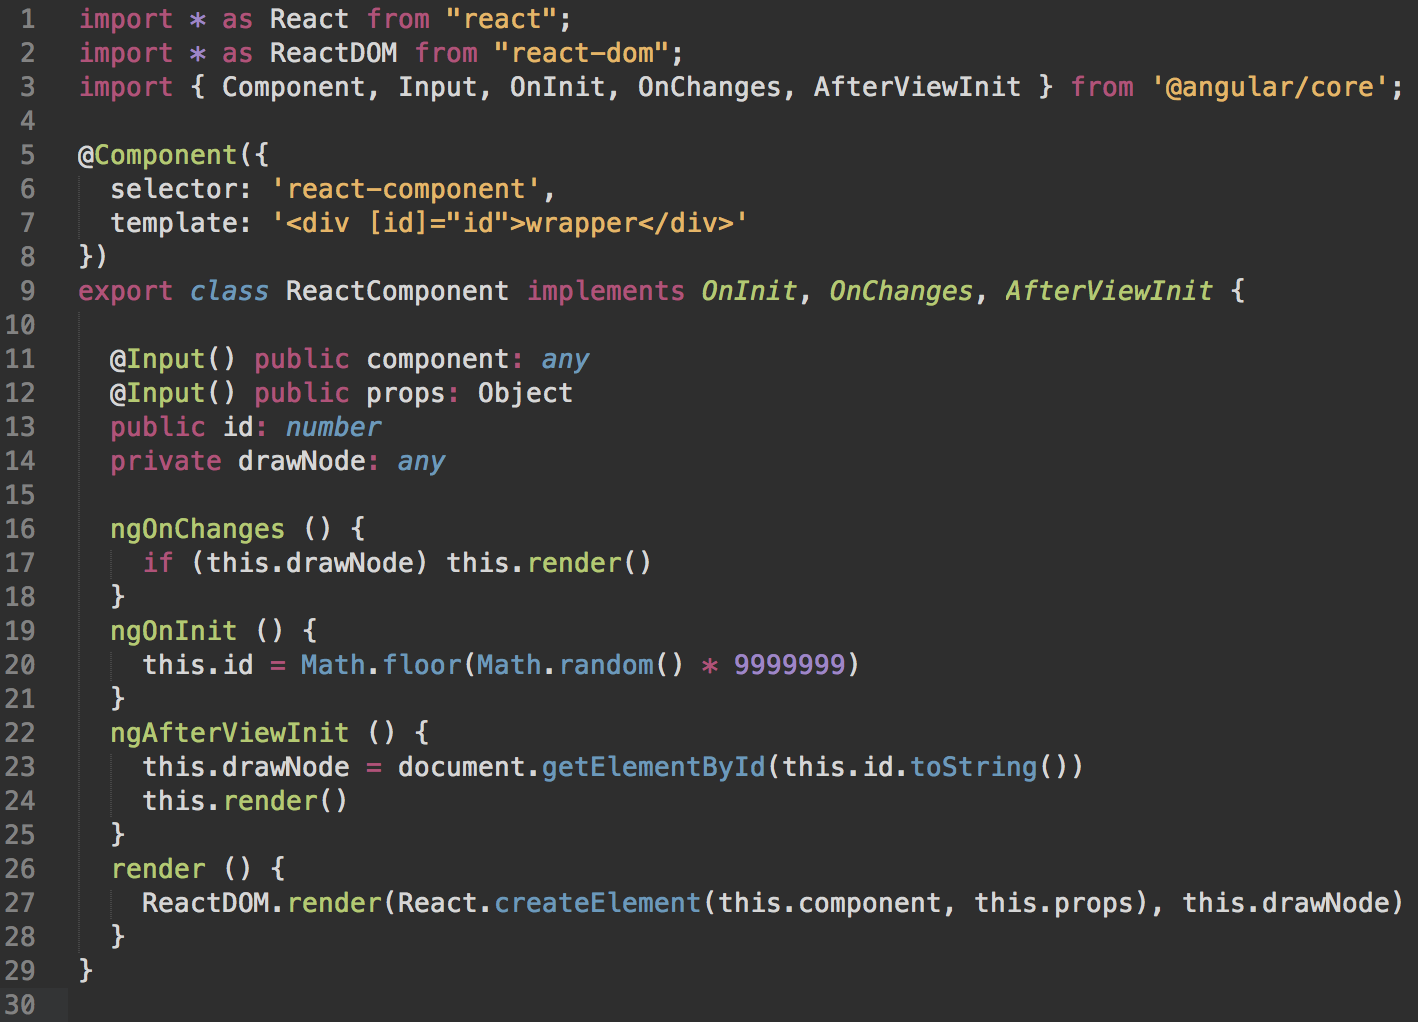 1 import * as React from "react";
2 import * as ReactDOM from "react-dom";
3 import { Component, Input, OnInit, OnChanges, AfterViewInit } from '@angular/core';
4
5 @Component({
6   selector: 'react-component',
7   template: '<div [id]="id">wrapper</div>'
8 })
9 export class ReactComponent implements OnInit, OnChanges, AfterViewInit {
10
11   @Input() public component: any
12   @Input() public props: Object
13   public id: number
14   private drawNode: any
15
16   ngOnChanges () {
17     if (this.drawNode) this.render()
18   }
19   ngOnInit () {
20     this.id = Math.floor(Math.random() * 9999999)
21   }
22   ngAfterViewInit () {
23     this.drawNode = document.getElementById(this.id.toString())
24     this.render()
25   }
26   render () {
27     ReactDOM.render(React.createElement(this.component, this.props), this.drawNode)
28   }
29 }
30